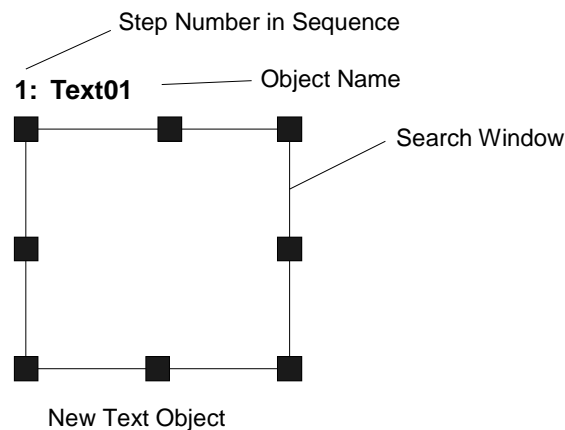 Step Number in Sequence
1: Text01
Object Name
Search Window
New Text Object